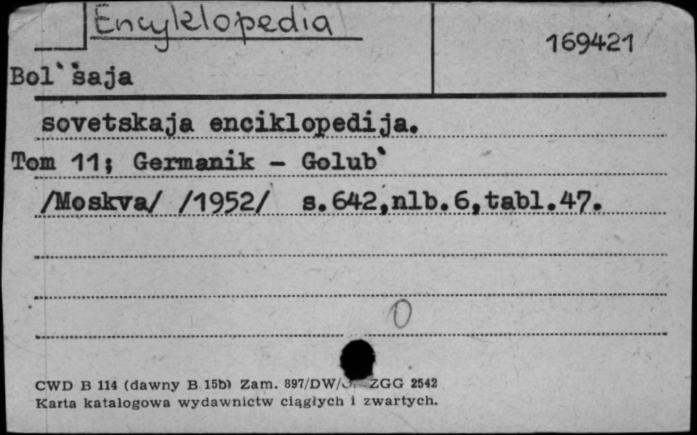 Encyklopedia
169421
Bol`šaja
sovetskaja enciklopedija.
Tom 11; Germanik - Golub`
/Moskva/ /1952/ s.642,nlb.6,tabl.47.
0
CWD B 114 (dawny B 15b) Zam. 897/DW/ ZGG 2542
Karta katalogowa wydawnictw ciągłych i zwartych.